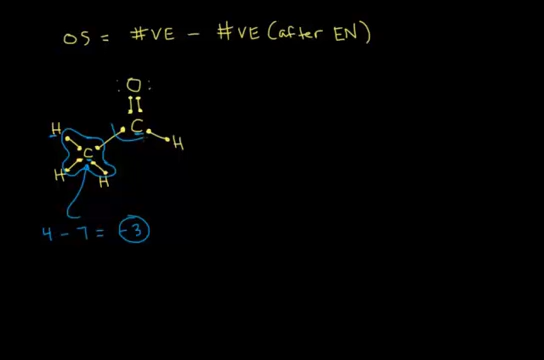 OS = #VE - #VE (after EN)
:O:
H C
C H
H H
4 - 7 = -3